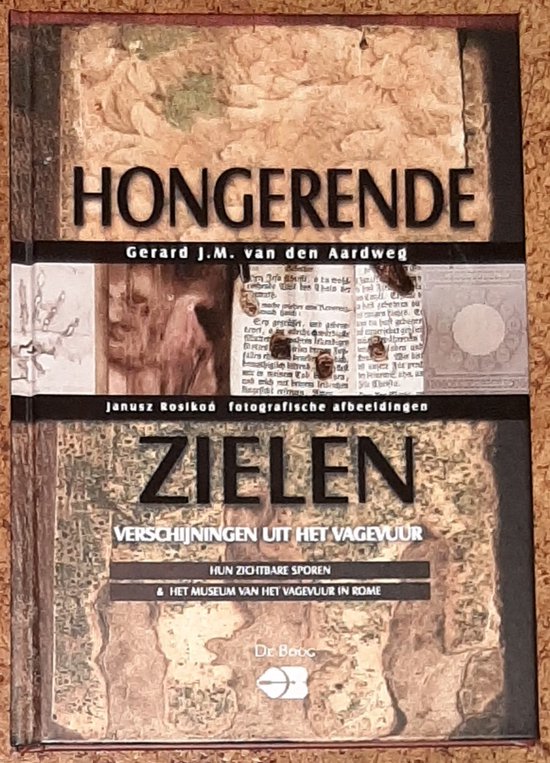 HONGERENDE
Gerard J.M. van den Aardweg
Janusz Rosikoń fotografische afbeeldingen
ZIELEN
VERSCHIJNINGEN UIT HET VAGEVUUR
HUN ZICHTBARE SPOREN
& HET MUSEUM VAN HET VAGEVUUR IN ROME
DE BOOG